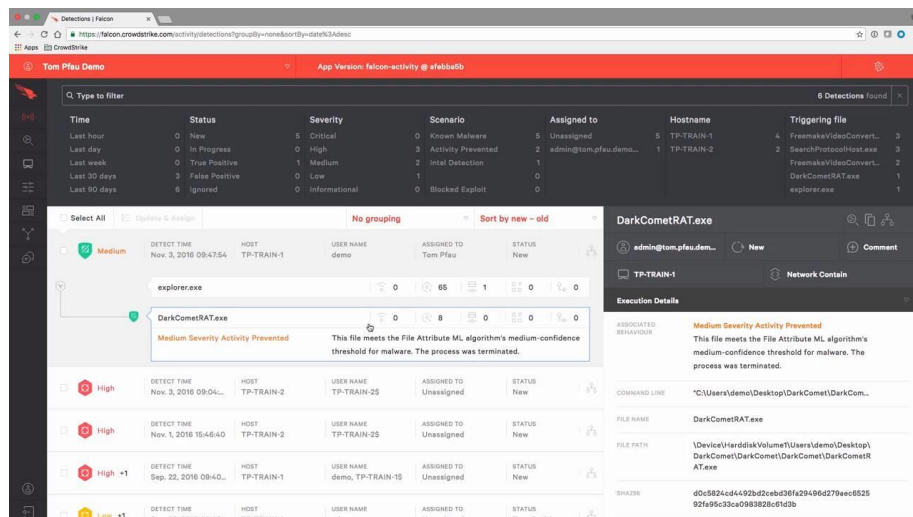 Detections | Falcon
https://falcon.crowdstrike.com/activity/detections?groupBy=none&sortBy=date%3Adesc
Apps CrowdStrike
Tom Pfau Demo App Version: falcon-activity @ afebba5b
Type to filter 6 Detections found
Time Status Severity Scenario Assigned to Hostname Triggering file
Last hour 0 New 5 Critical 0 Known Malware 5 Unassigned 5 TP-TRAIN-1 4 FreemakeVideoConvert... 3
Last day 0 In Progress 0 High 3 Activity Prevented 2 admin@tom.pfau.demo... 1 TP-TRAIN-2 2 SearchProtocolHost.exe 3
Last week 0 True Positive 1 Medium 2 Intel Detection 1 FreemakeVideoConvert... 2
Last 30 days 3 False Positive 0 Low 1 0 DarkCometRAT.exe 1
Last 90 days 6 Ignored 0 Informational 0 Blocked Exploit 0 explorer.exe 1
Select All Update & Assign No grouping Sort by new – old
DETECT TIME HOST USER NAME ASSIGNED TO STATUS
Medium Nov. 3, 2016 09:47:54 TP-TRAIN-1 demo Tom Pfau New
explorer.exe 0 65 1 0 0
DarkCometRAT.exe 0 8 0 0 0
Medium Severity Activity Prevented This file meets the File Attribute ML algorithm's medium-confidence
threshold for malware. The process was terminated.
DETECT TIME HOST USER NAME ASSIGNED TO STATUS
High Nov. 3, 2016 09:04:... TP-TRAIN-2 TP-TRAIN-2$ Unassigned New
DETECT TIME HOST USER NAME ASSIGNED TO STATUS
High Nov. 1, 2016 15:46:40 TP-TRAIN-2 TP-TRAIN-2$ Unassigned New
DETECT TIME HOST USER NAME ASSIGNED TO STATUS
High +1 Sep. 22, 2016 09:40... TP-TRAIN-1 demo, TP-TRAIN-1$ Unassigned New
DETECT TIME HOST USER NAME ASSIGNED TO STATUS
Low +1
DarkCometRAT.exe
admin@tom.pfau.dem... New Comment
TP-TRAIN-1 Network Contain
Execution Details
ASSOCIATED BEHAVIOUR
Medium Severity Activity Prevented
This file meets the File Attribute ML algorithm's
medium-confidence threshold for malware. The
process was terminated.
COMMAND LINE "C:\Users\demo\Desktop\DarkComet\DarkCom...
FILE NAME DarkCometRAT.exe
FILE PATH \Device\HarddiskVolume1\Users\demo\Desktop\
DarkComet\DarkComet\DarkComet\DarkCometR
AT.exe
SHA256 d0c5824cd4492bd2cebd36fa29496d279aec6525
92fa95c33ca0983828c61d3b